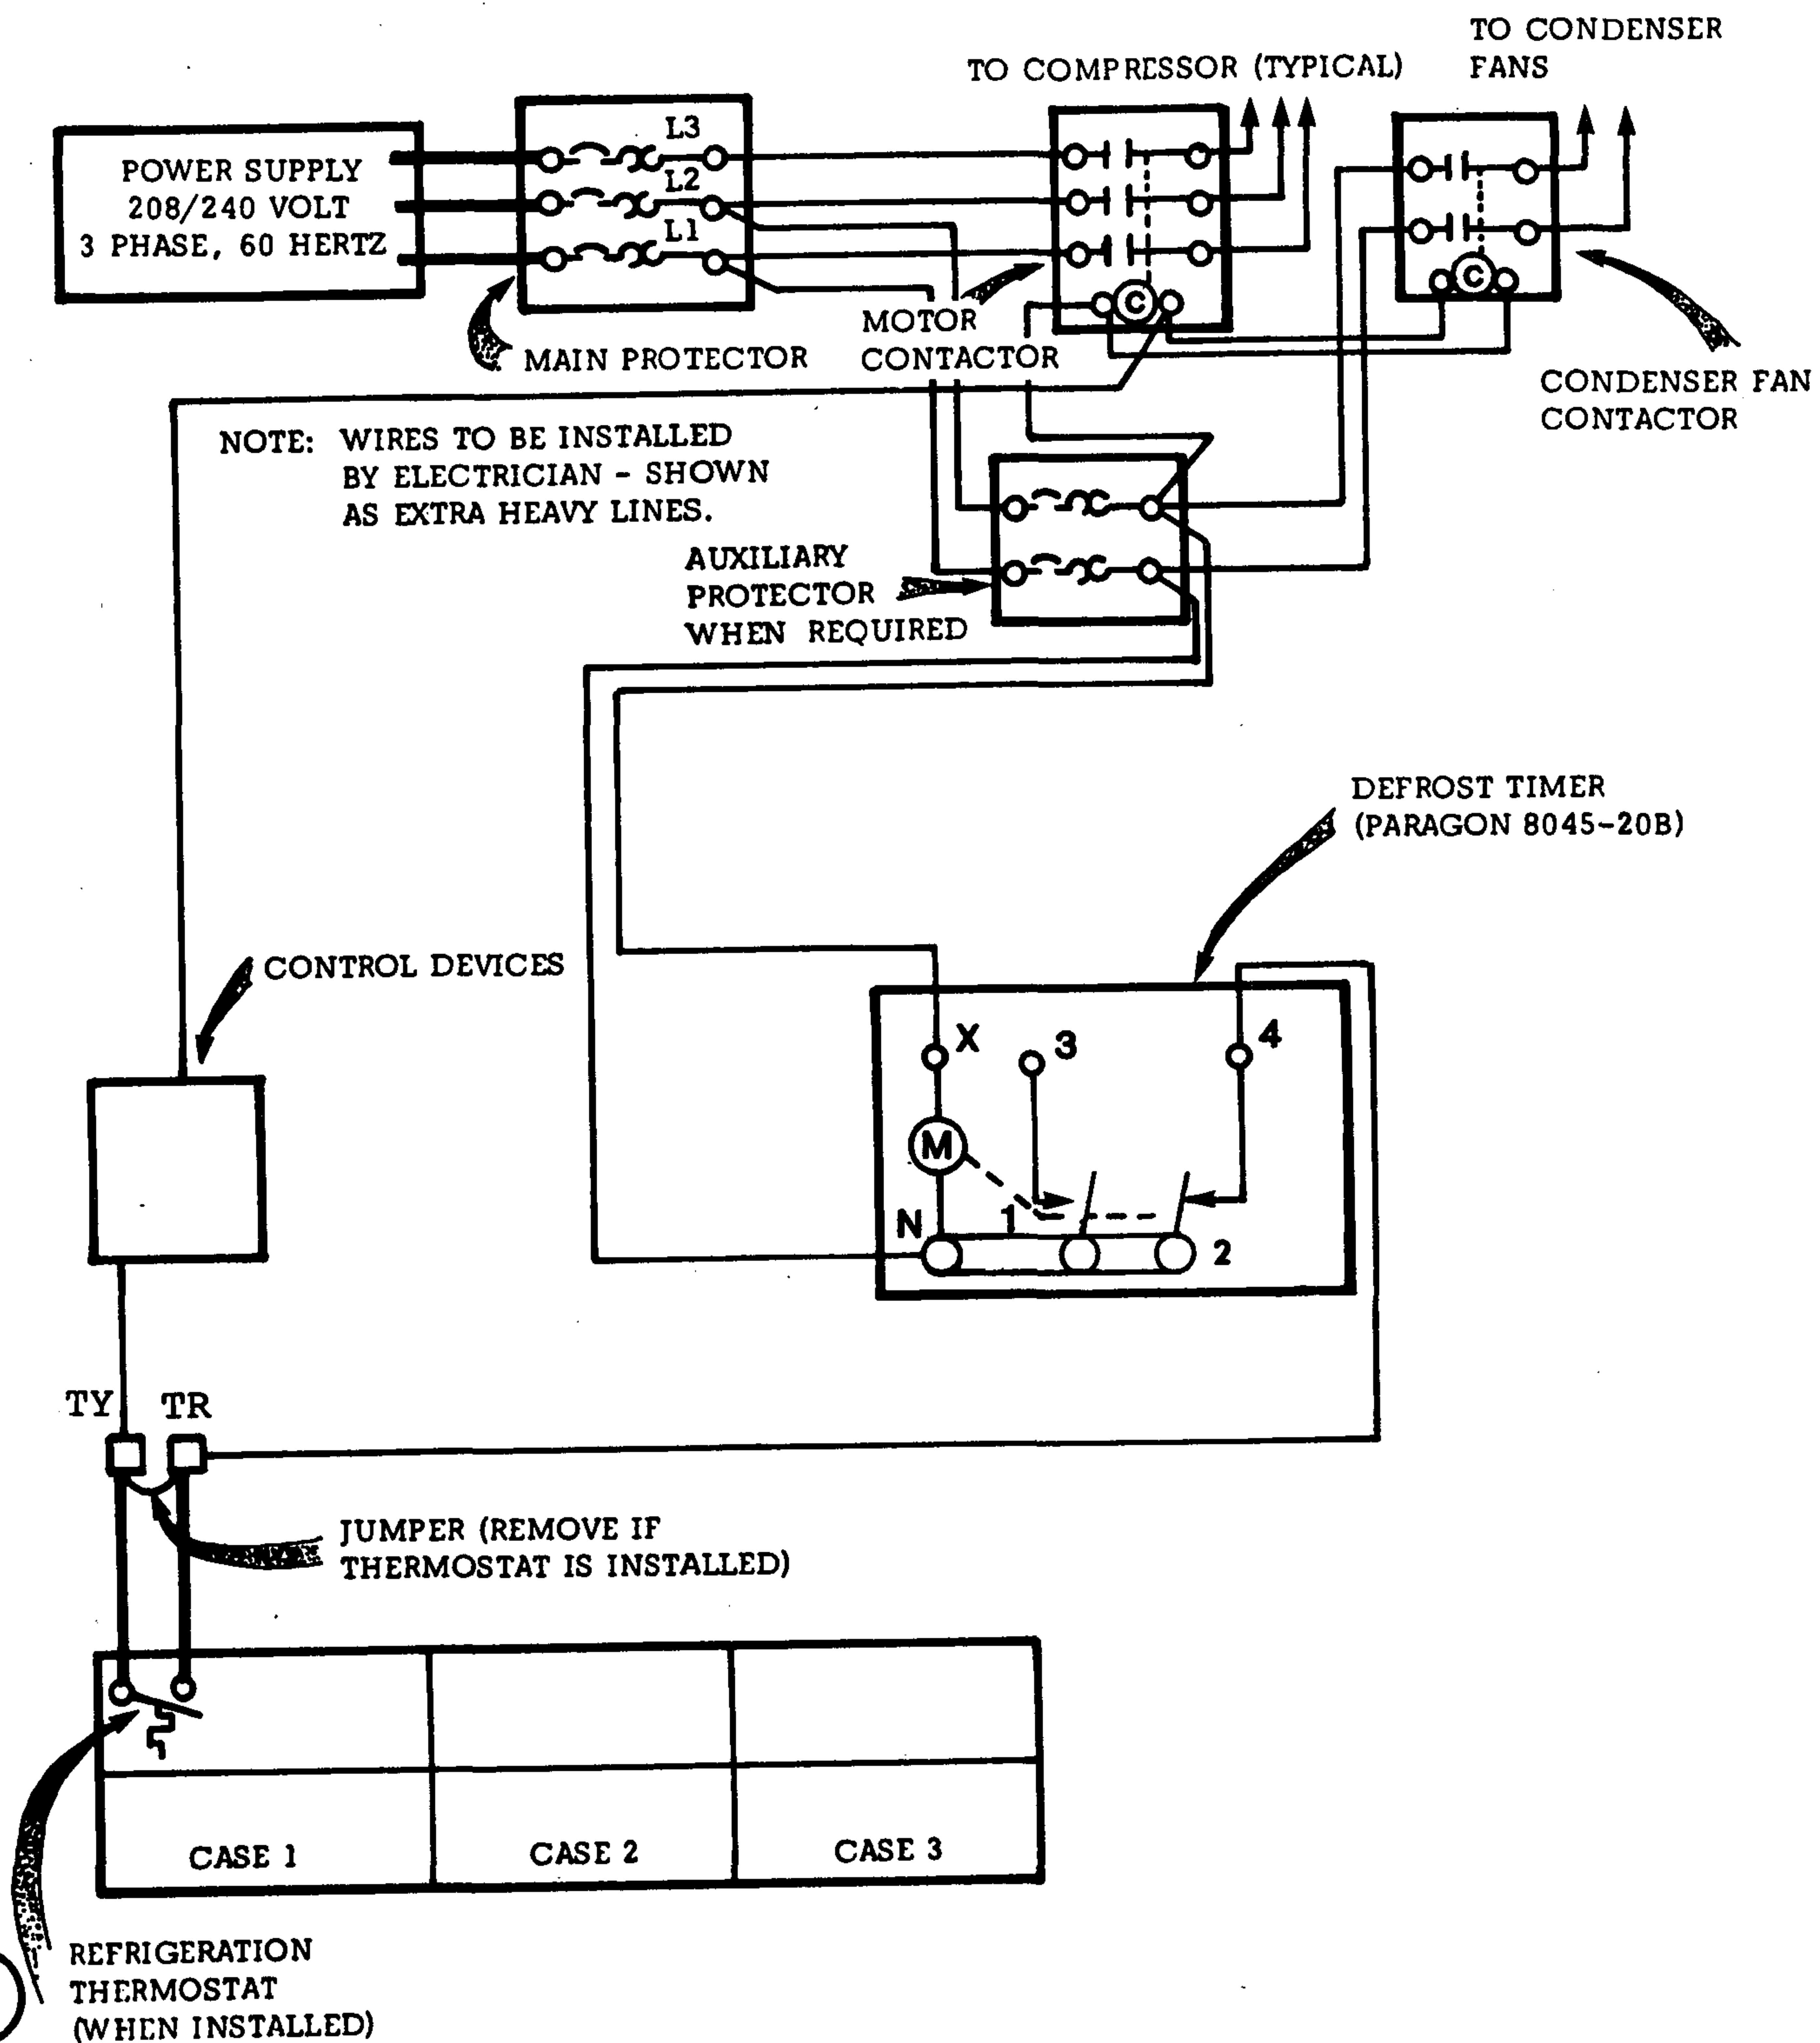 TO CONDENSER
FANS
TO COMPRESSOR (TYPICAL)
POWER SUPPLY
208/240 VOLT
3 PHASE, 60 HERTZ
L3
L2
L1
C
C
MAIN PROTECTOR
MOTOR
CONTACTOR
CONDENSER FAN
CONTACTOR
NOTE: WIRES TO BE INSTALLED
BY ELECTRICIAN - SHOWN
AS EXTRA HEAVY LINES.
AUXILIARY
PROTECTOR
WHEN REQUIRED
DEFROST TIMER
(PARAGON 8045-20B)
CONTROL DEVICES
X
3
4
M
N
1
2
TY TR
JUMPER (REMOVE IF
THERMOSTAT IS INSTALLED)
CASE 1
CASE 2
CASE 3
REFRIGERATION
THERMOSTAT
(WHEN INSTALLED)